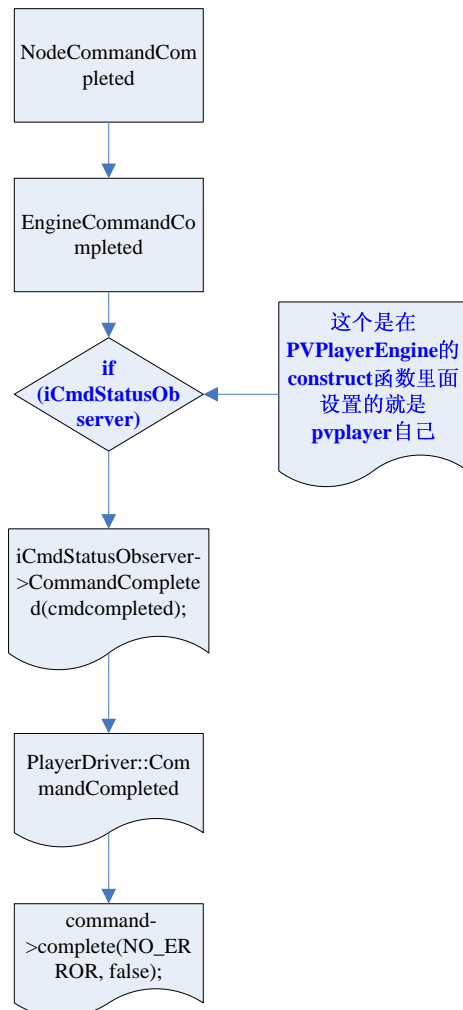 NodeCommandCom
pleted
EngineCommandCo
mpleted
if
(iCmdStatusOb
server)
这个是在
PVPlayerEngine的
construct函数里面
设置的就是
pvplayer自己
iCmdStatusObserver-
>CommandComplete
d(cmdcompleted);
PlayerDriver::Com
mandCompleted
command-
>complete(NO_ER
ROR, false);